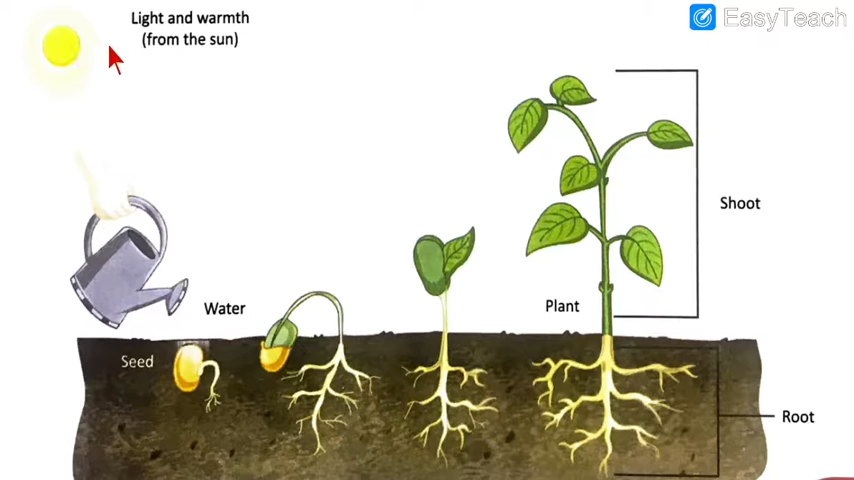 Light and warmth
(from the sun)
EasyTeach
Shoot
Water
Plant
Seed
Root